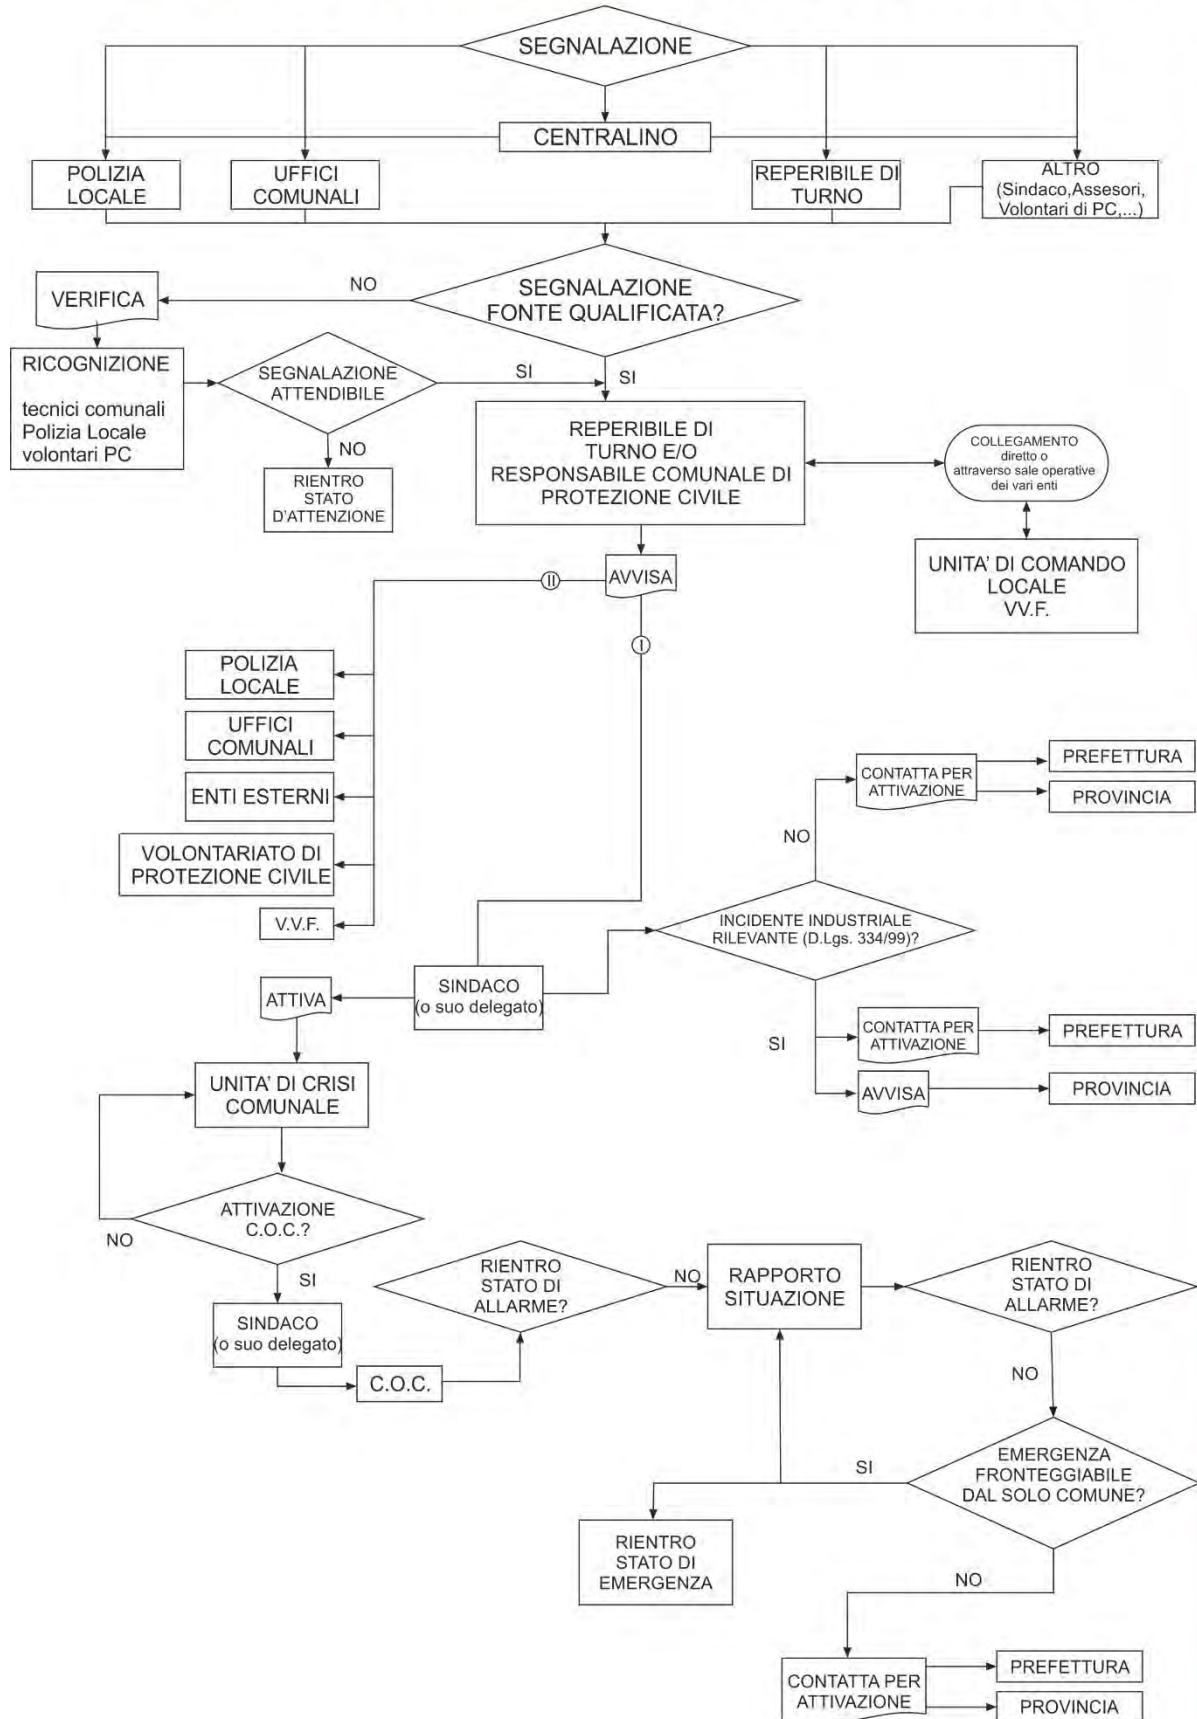 SEGNALAZIONE
CENTRALINO
POLIZIA
LOCALE
UFFICI
COMUNALI
REPERIBILE DI
TURNO
ALTRO
(Sindaco,Assesori,
Volontari di PC,...)
SEGNALAZIONE
FONTE QUALIFICATA?
NO
VERIFICA
RICOGNIZIONE
tecnici comunali
Polizia Locale
volontari PC
SEGNALAZIONE
ATTENDIBILE
SI
SI
NO
RIENTRO
STATO
D'ATTENZIONE
REPERIBILE DI
TURNO E/O
RESPONSABILE COMUNALE DI
PROTEZIONE CIVILE
COLLEGAMENTO
diretto o
attraverso sale operative
dei vari enti
UNITA' DI COMANDO
LOCALE
VV.F.
AVVISA
II
I
POLIZIA
LOCALE
UFFICI
COMUNALI
ENTI ESTERNI
VOLONTARIATO DI
PROTEZIONE CIVILE
V.V.F.
CONTATTA PER
ATTIVAZIONE
PREFETTURA
PROVINCIA
NO
INCIDENTE INDUSTRIALE
RILEVANTE (D.Lgs. 334/99)?
SINDACO
(o suo delegato)
ATTIVA
SI
CONTATTA PER
ATTIVAZIONE
PREFETTURA
AVVISA
PROVINCIA
UNITA' DI CRISI
COMUNALE
ATTIVAZIONE
C.O.C.?
NO
SI
SINDACO
(o suo delegato)
C.O.C.
RIENTRO
STATO DI
ALLARME?
NO
RAPPORTO
SITUAZIONE
RIENTRO
STATO DI
ALLARME?
NO
EMERGENZA
FRONTEGGIABILE
DAL SOLO COMUNE?
SI
RIENTRO
STATO DI
EMERGENZA
NO
CONTATTA PER
ATTIVAZIONE
PREFETTURA
PROVINCIA